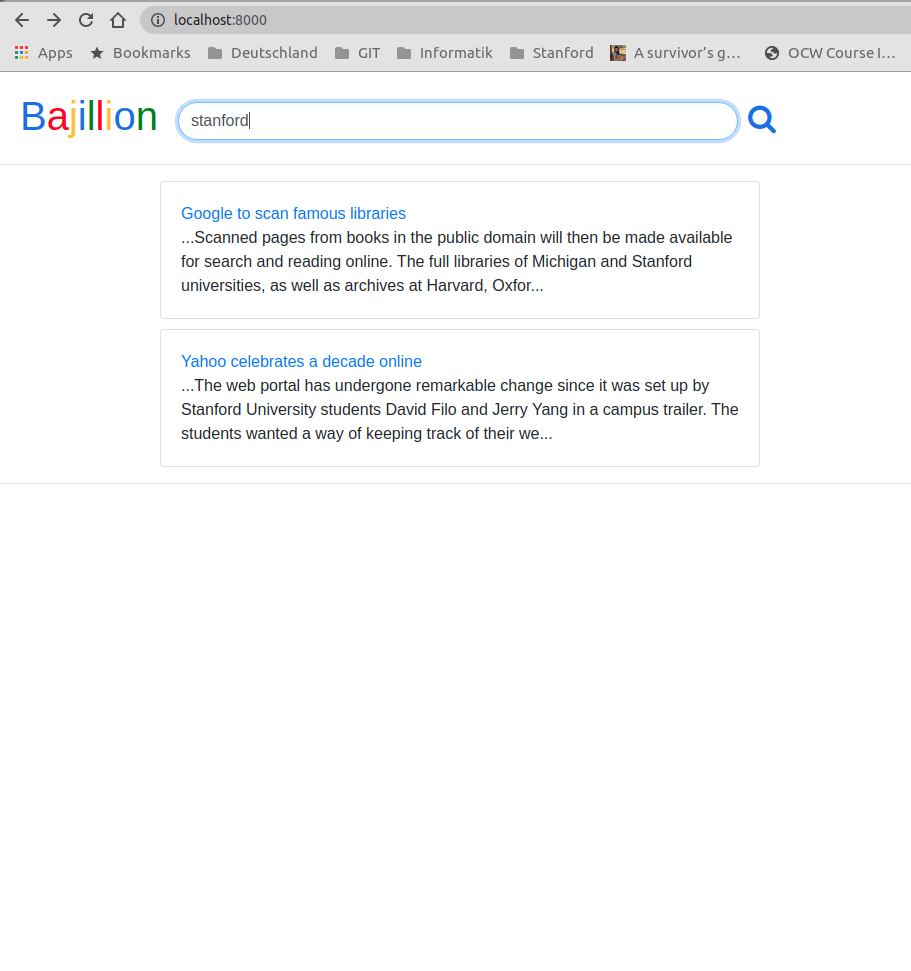 localhost:8000
Apps Bookmarks Deutschland GIT Informatik Stanford A survivor's g... OCW Course I...
Bajillion stanford
Google to scan famous libraries
...Scanned pages from books in the public domain will then be made available
for search and reading online. The full libraries of Michigan and Stanford
universities, as well as archives at Harvard, Oxfor...
Yahoo celebrates a decade online
...The web portal has undergone remarkable change since it was set up by
Stanford University students David Filo and Jerry Yang in a campus trailer. The
students wanted a way of keeping track of their we...